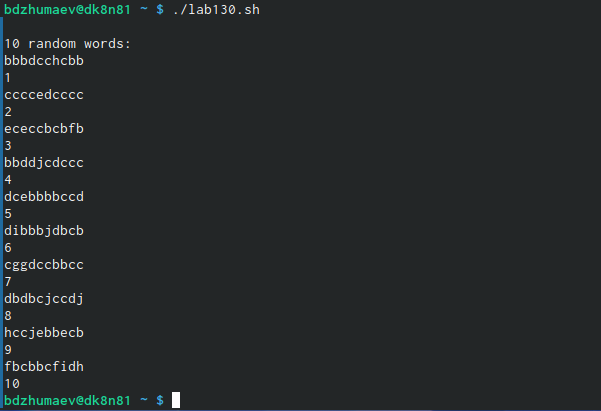 bdzhumaev@dk8n81 ~ $ ./lab130.sh
10 random words:
bbbdcchcbb
1
ccccedcccc
2
ececcbcbfb
3
bbddjcdccc
4
dcebbbbccd
5
dibbbjdbcb
6
cggdccbbcc
7
dbdbcjccdj
8
hccjebbecb
9
fbcbbcfidh
10
bdzhumaev@dk8n81 ~ $